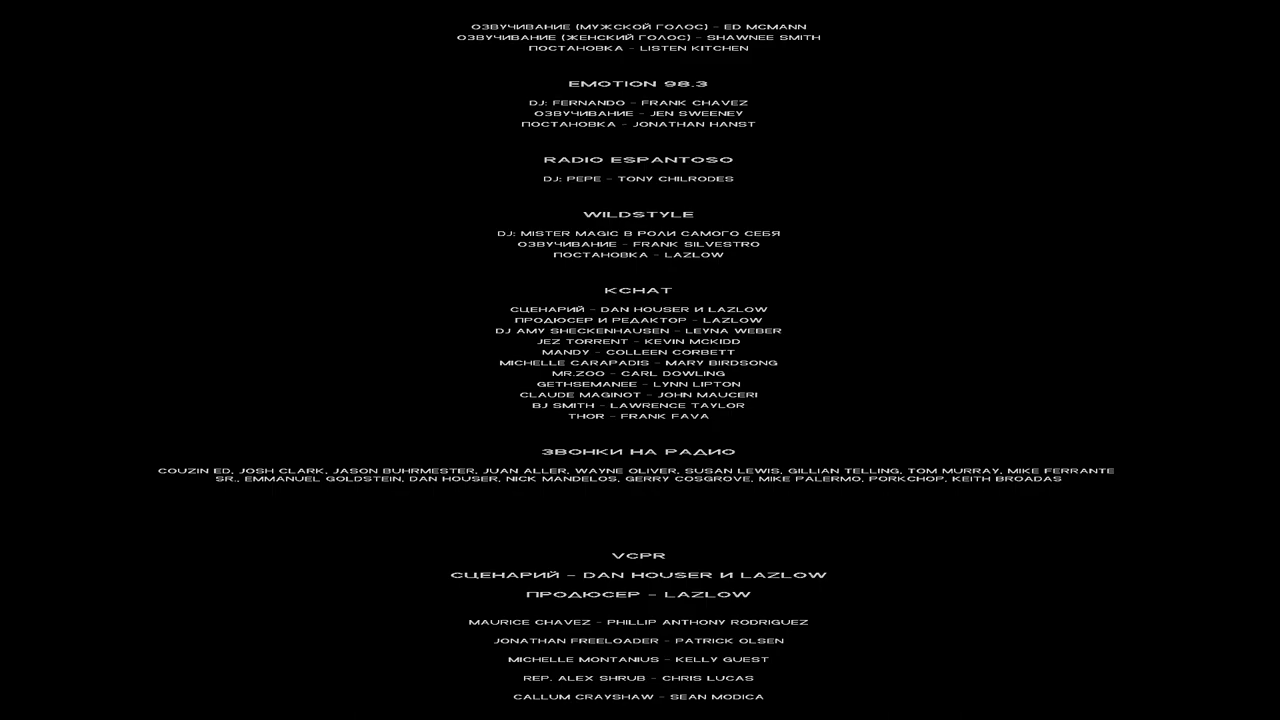 ОЗВУЧИВАНИЕ (МУЖСКОЙ ГОЛОС) - ED MCMANN
ОЗВУЧИВАНИЕ (ЖЕНСКИЙ ГОЛОС) - SHAWNEE SMITH
ПОСТАНОВКА - LISTEN KITCHEN
EMOTION 98.3
DJ: FERNANDO - FRANK CHAVEZ
ОЗВУЧИВАНИЕ - JEN SWEENEY
ПОСТАНОВКА - JONATHAN HANST
RADIO ESPANTOSO
DJ: PEPE - TONY CHILRODES
WILDSTYLE
DJ: MISTER MAGIC В РОЛИ САМОГО СЕБЯ
ОЗВУЧИВАНИЕ - FRANK SILVESTRO
ПОСТАНОВКА - LAZLOW
KCHAT
СЦЕНАРИЙ - DAN HOUSER И LAZLOW
ПРОДЮСЕР И РЕДАКТОР - LAZLOW
DJ AMY SHECKENHAUSEN - LEYNA WEBER
JEZ TORRENT - KEVIN MCKIDD
MANDY - COLLEEN CORBETT
MICHELLE CARAPADIS - MARY BIRDSONG
MR.ZOO - CARL DOWLING
GETHSEMANEE - LYNN LIPTON
CLAUDE MAGINOT - JOHN MAUCERI
BJ SMITH - LAWRENCE TAYLOR
THOR - FRANK FAVA
ЗВОНКИ НА РАДИО
COUZIN ED, JOSH CLARK, JASON BUHRMESTER, JUAN ALLER, WAYNE OLIVER, SUSAN LEWIS, GILLIAN TELLING, TOM MURRAY, MIKE FERRANTE
SR., EMMANUEL GOLDSTEIN, DAN HOUSER, NICK MANDELOS, GERRY COSGROVE, MIKE PALERMO, PORKCHOP, KEITH BROADAS
VCPR
СЦЕНАРИЙ - DAN HOUSER И LAZLOW
ПРОДЮСЕР - LAZLOW
MAURICE CHAVEZ - PHILLIP ANTHONY RODRIGUEZ
JONATHAN FREELOADER - PATRICK OLSEN
MICHELLE MONTANIUS - KELLY GUEST
REP. ALEX SHRUB - CHRIS LUCAS
CALLUM CRAYSHAW - SEAN MODICA